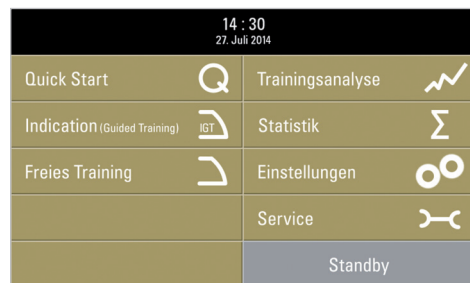 14 : 30
27. Juli 2014
Quick Start
Q
Trainingsanalyse
Indication (Guided Training)
IGT
Statistik
Σ
Freies Training
Einstellungen
Service
Standby